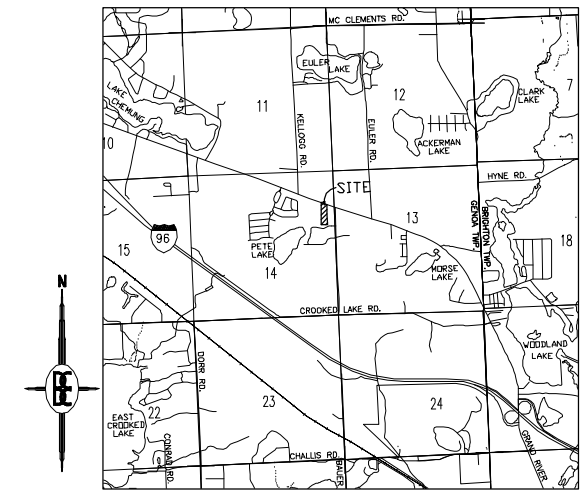 MC CLEMENTS RD.
EULER
LAKE
7
LAKE
CHEMUNG
11
12
CLARK
LAKE
KELLOGG RD.
EULER RD.
ACKERMAN
LAKE
10
HYNE RD.
SITE
GENOA TWP.
BRIGHTON TWP.
13
18
96
15
PETE
LAKE
14
MORSE
LAKE
N
CROOKED LAKE RD.
WOODLAND
LAKE
DORR RD.
23
24
22
EAST
CROOKED
LAKE
CONRAD RD.
GRAND RIVER
CHALLIS RD.
BAUER